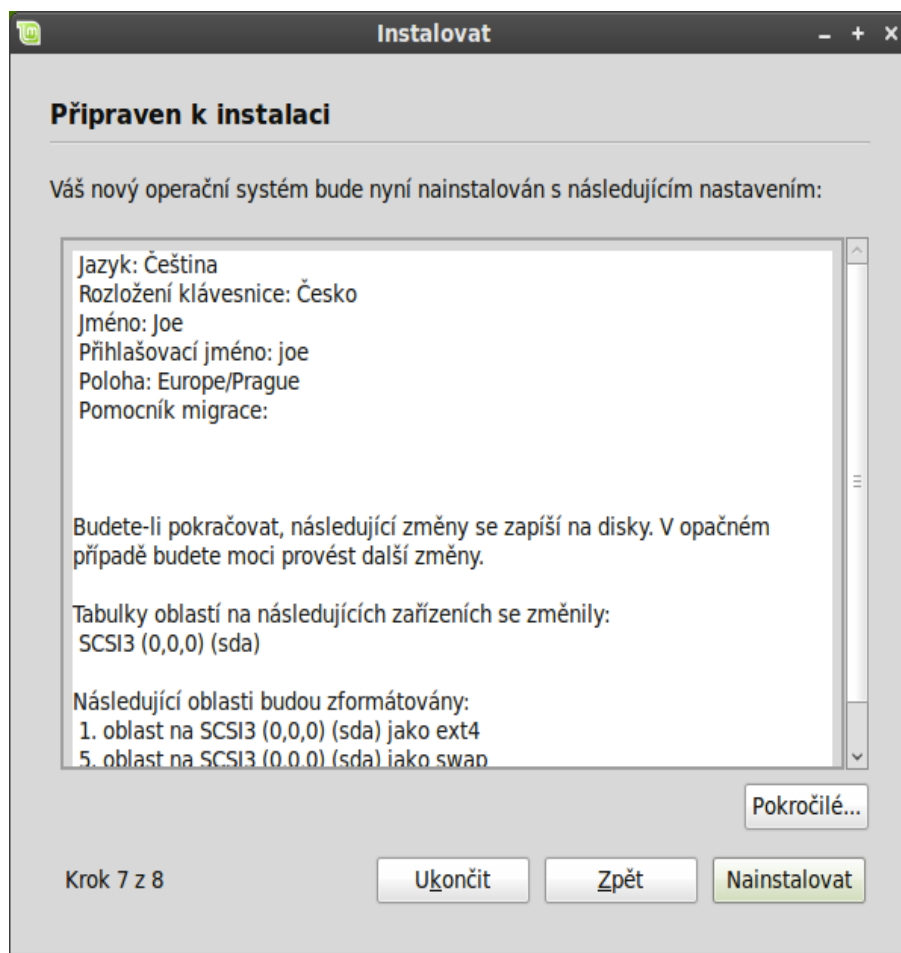 Instalovat
Připraven k instalaci
Váš nový operační systém bude nyní nainstalován s následujícím nastavením:
Jazyk: Čeština
Rozložení klávesnice: Česko
Jméno: Joe
Přihlašovací jméno: joe
Poloha: Europe/Prague
Pomocník migrace:
Budete-li pokračovat, následující změny se zapíší na disky. V opačném
případě budete moci provést další změny.
Tabulky oblastí na následujících zařízeních se změnily:
SCSI3 (0,0,0) (sda)
Následující oblasti budou zformátovány:
1. oblast na SCSI3 (0,0,0) (sda) jako ext4
5. oblast na SCSI3 (0,0,0) (sda) jako swap
Pokročilé...
Krok 7 z 8
Ukončit
Zpět
Nainstalovat